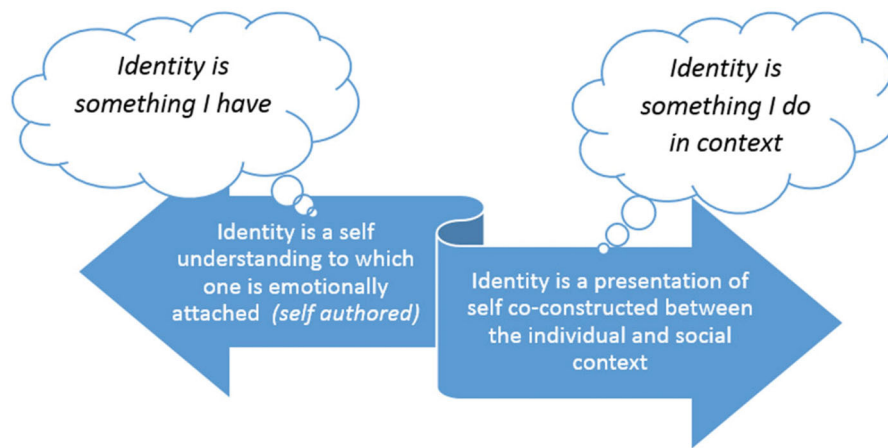 Identity is
something I have
Identity is
something I do
in context
Identity is a self
understanding to which
one is emotionally
attached (self authored)
Identity is a presentation of
self co-constructed between
the individual and social
context